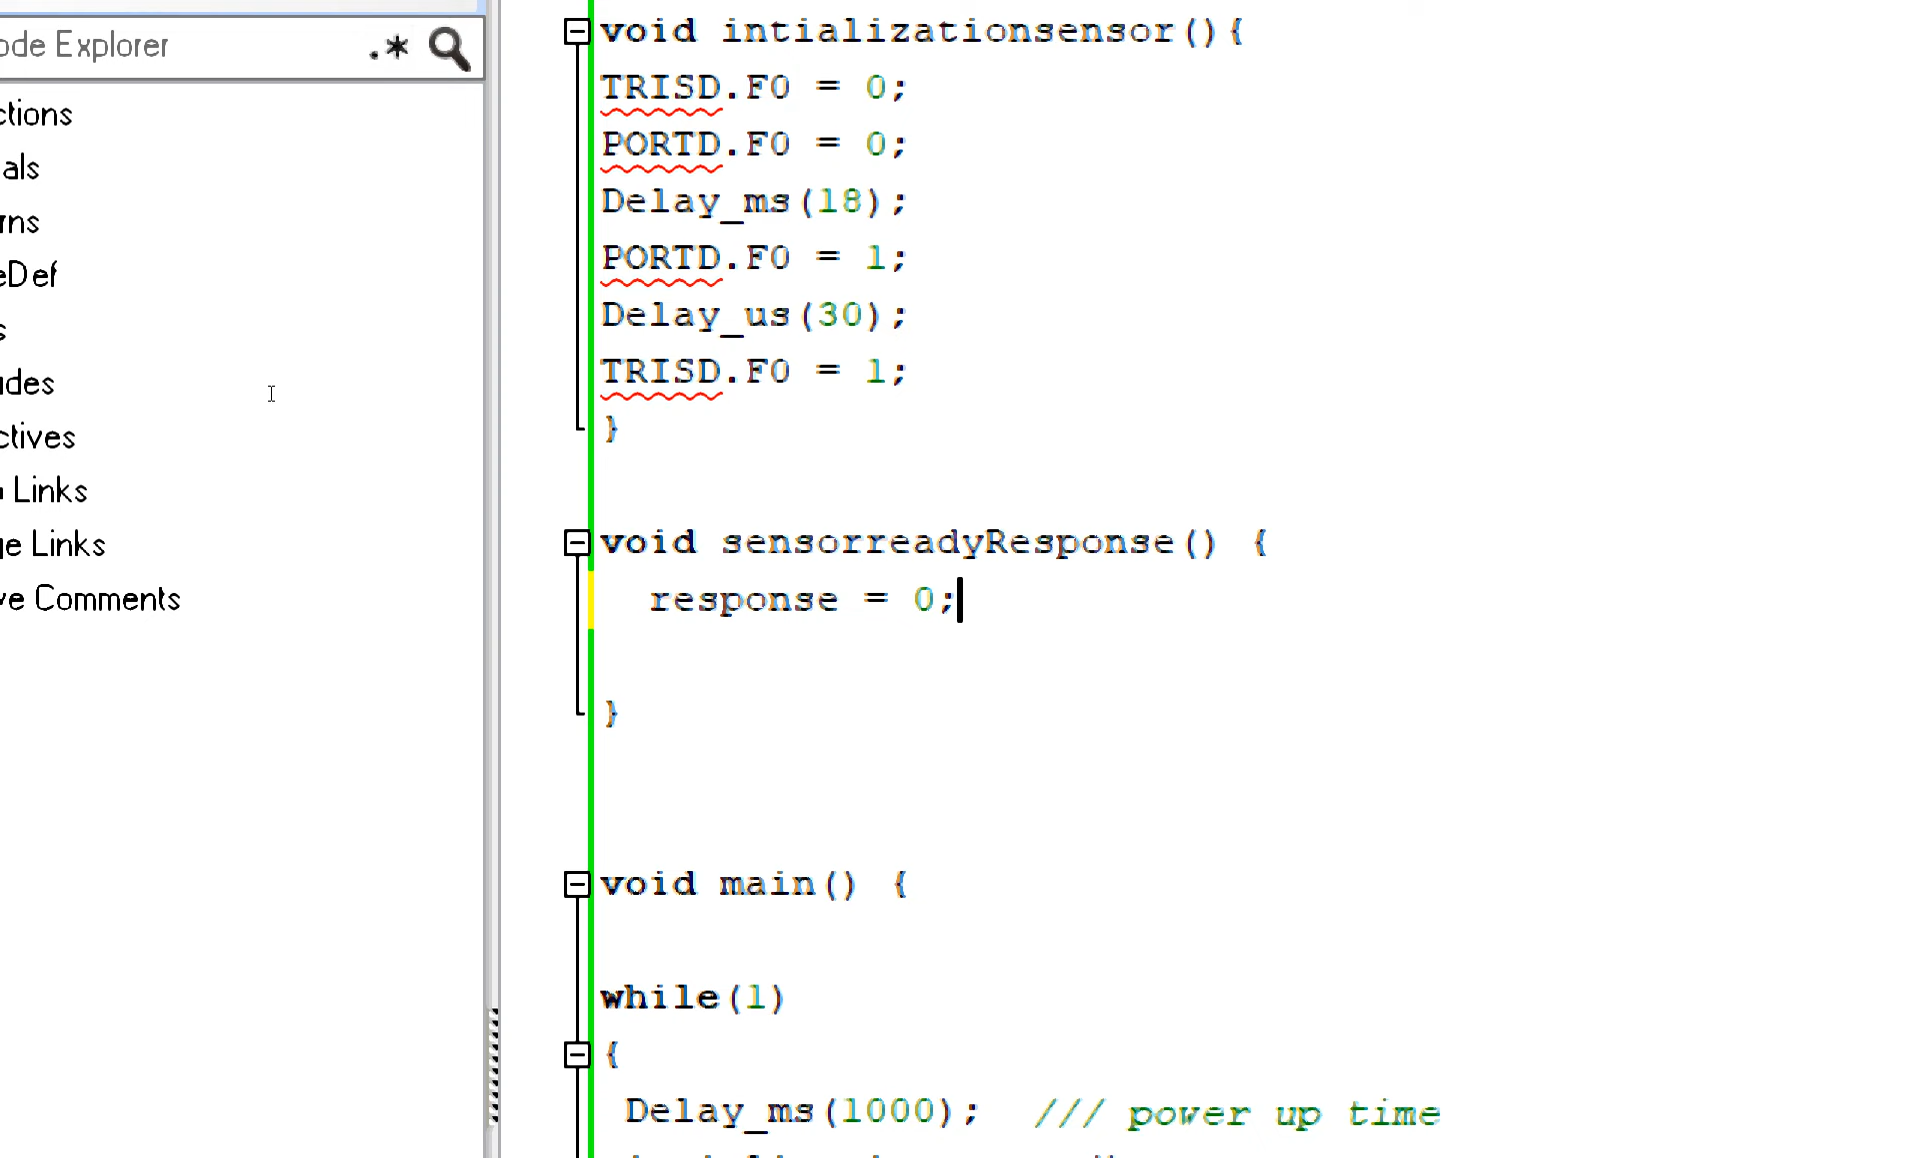 ode Explorer .*
ctions
als
rns
eDef
s
udes
ctives
Links
ge Links
ve Comments
void intializationsensor(){
TRISD.F0 = 0;
PORTD.F0 = 0;
Delay_ms(18);
PORTD.F0 = 1;
Delay_us(30);
TRISD.F0 = 1;
}
void sensorreadyResponse() {
response = 0;
}
void main() {
while(1)
{
Delay_ms(1000); /// power up time